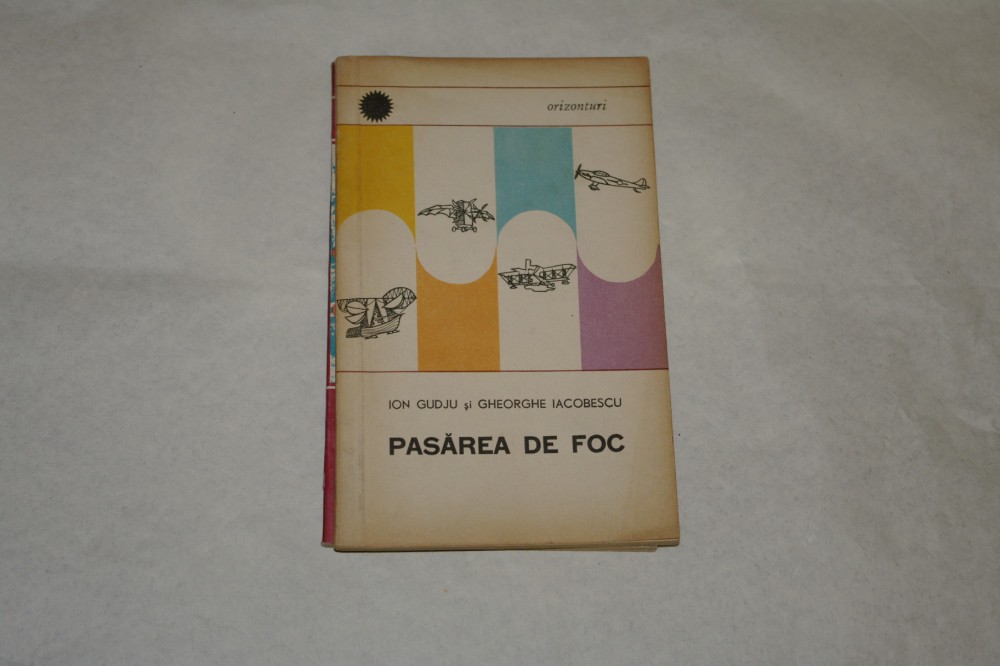 orizonturi
ION GUDJU și GHEORGHE IACOBESCU
PASĂREA DE FOC